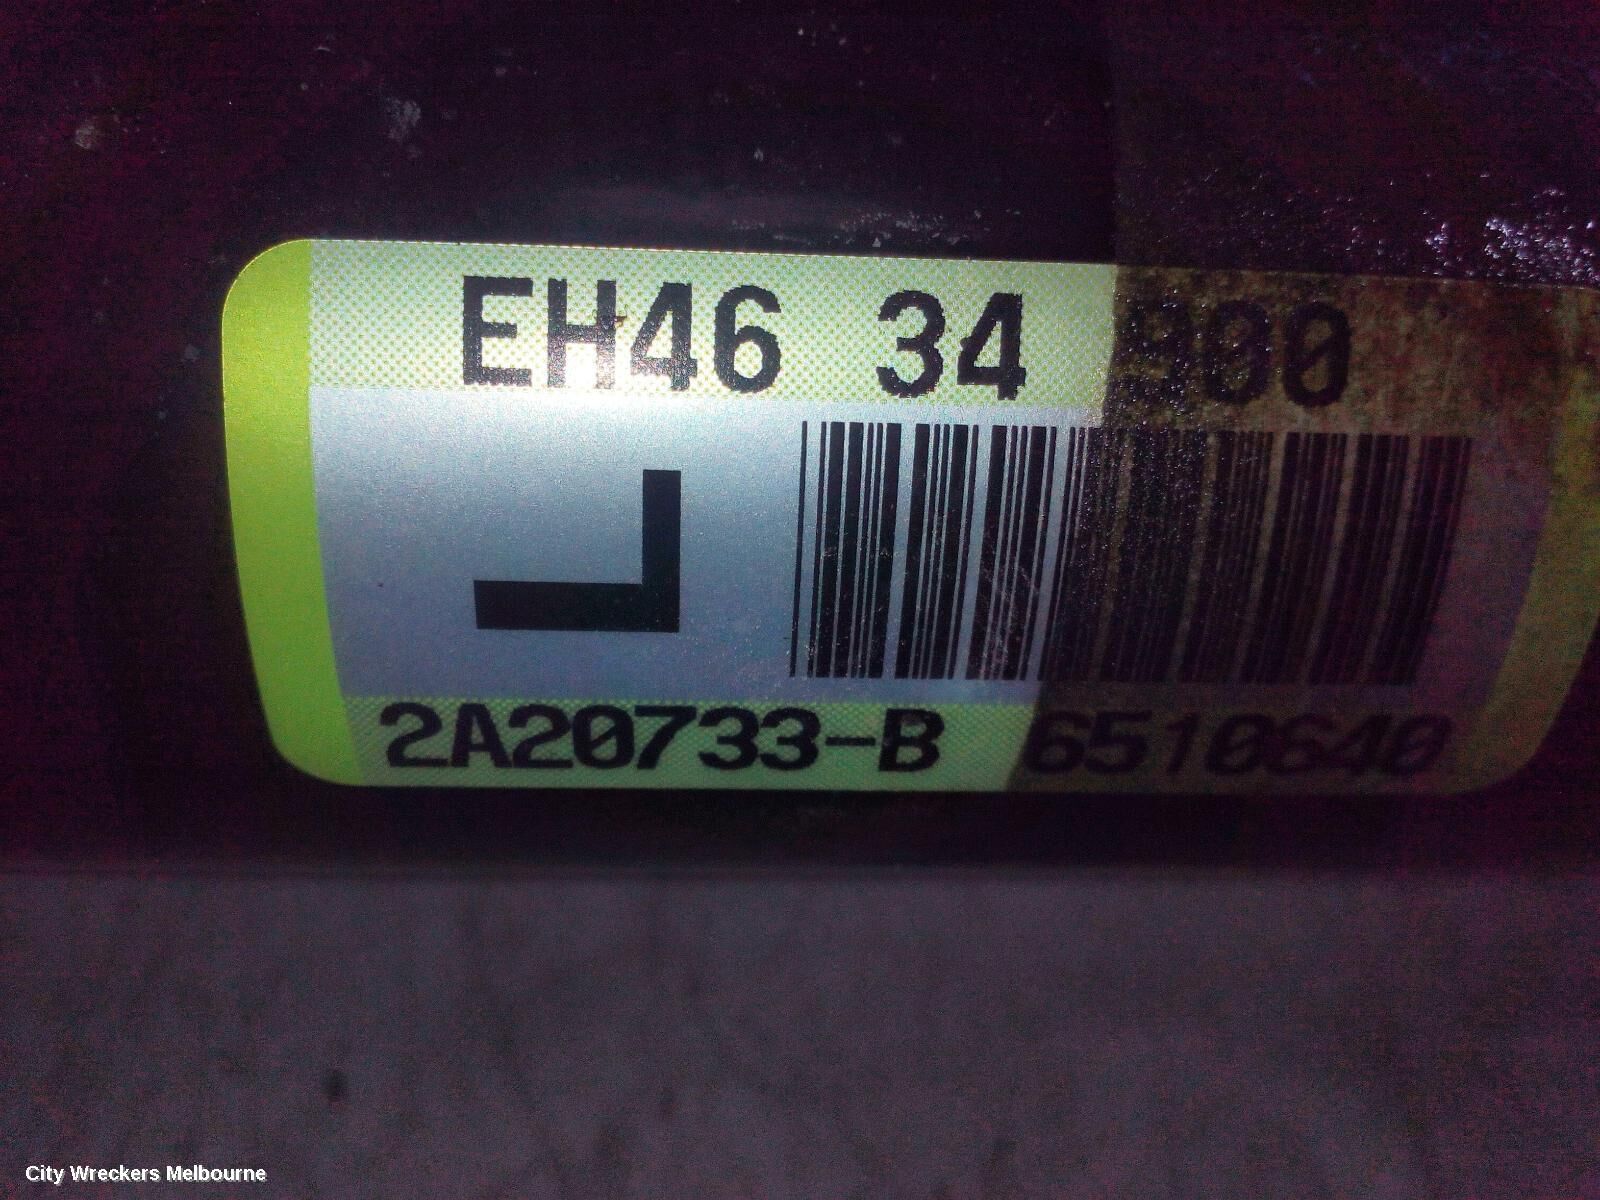 EH46 34 900
L
2A20733-B 6510640
City Wreckers Melbourne